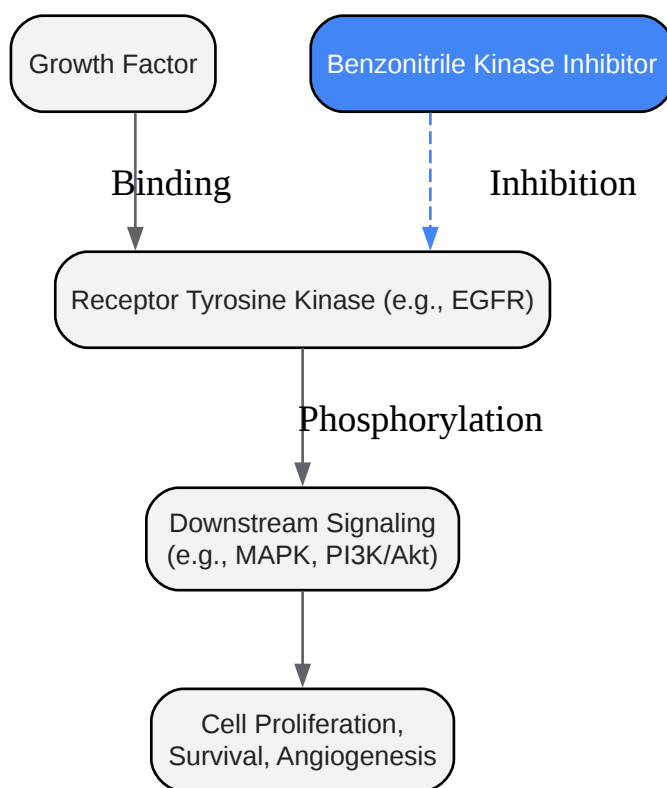 Growth Factor
Benzonitrile Kinase Inhibitor
Binding
Inhibition
Receptor Tyrosine Kinase (e.g., EGFR)
Phosphorylation
Downstream Signaling
(e.g., MAPK, PI3K/Akt)
Cell Proliferation,
Survival, Angiogenesis